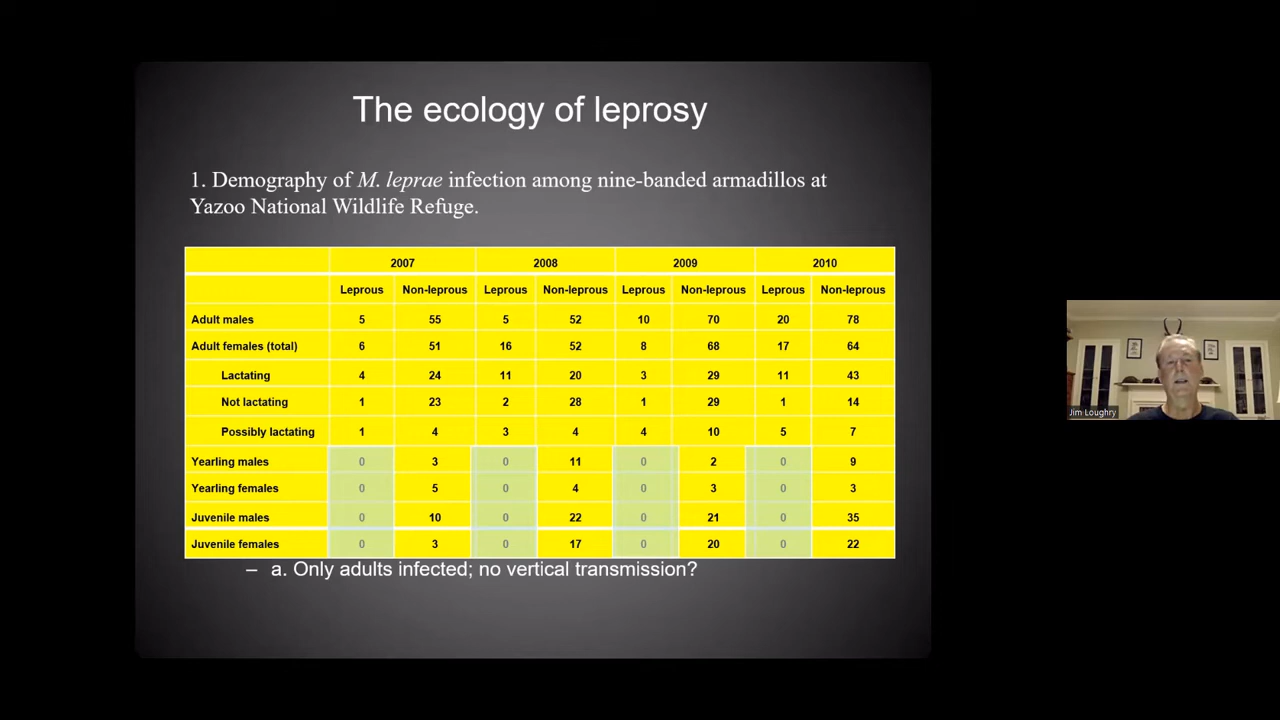 The ecology of leprosy
1. Demography of M. leprae infection among nine-banded armadillos at
Yazoo National Wildlife Refuge.
2007 2008 2009 2010
Leprous Non-leprous Leprous Non-leprous Leprous Non-leprous Leprous Non-leprous
Adult males 5 55 5 52 10 70 20 78
Adult females (total) 6 51 16 52 8 68 17 64
Lactating 4 24 11 20 3 29 11 43
Not lactating 1 23 2 28 1 29 1 14
Possibly lactating 1 4 3 4 4 10 5 7
Yearling males 0 3 0 11 0 2 0 9
Yearling females 0 5 0 4 0 3 0 3
Juvenile males 0 10 0 22 0 21 0 35
Juvenile females 0 3 0 17 0 20 0 22
– a. Only adults infected; no vertical transmission?
Jim Loughry